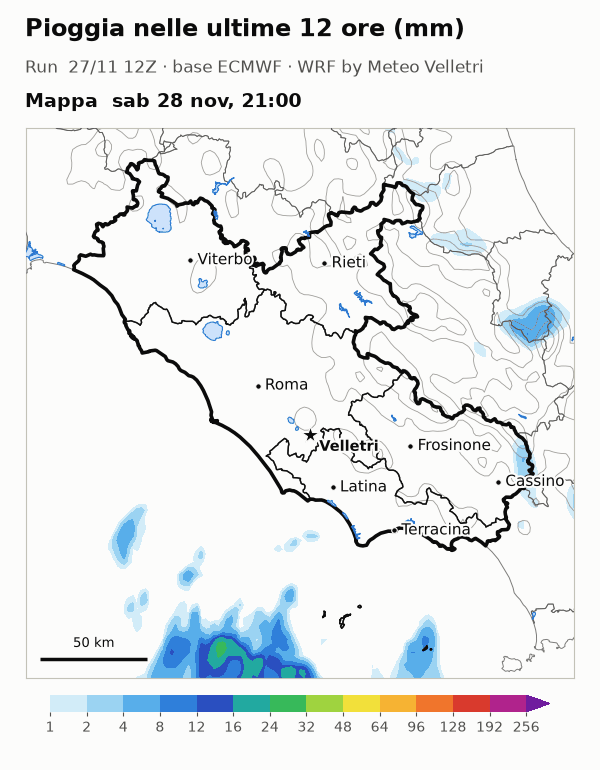 Pioggia nelle ultime 12 ore (mm)
Run  27/11 12Z · base ECMWF · WRF by Meteo Velletri
Mappa  sab 28 nov, 21:00
Viterbo
Rieti
Roma
Velletri
Frosinone
Latina
Cassino
Terracina
50 km
1 2 4 8 12 16 24 32 48 64 96 128 192 256